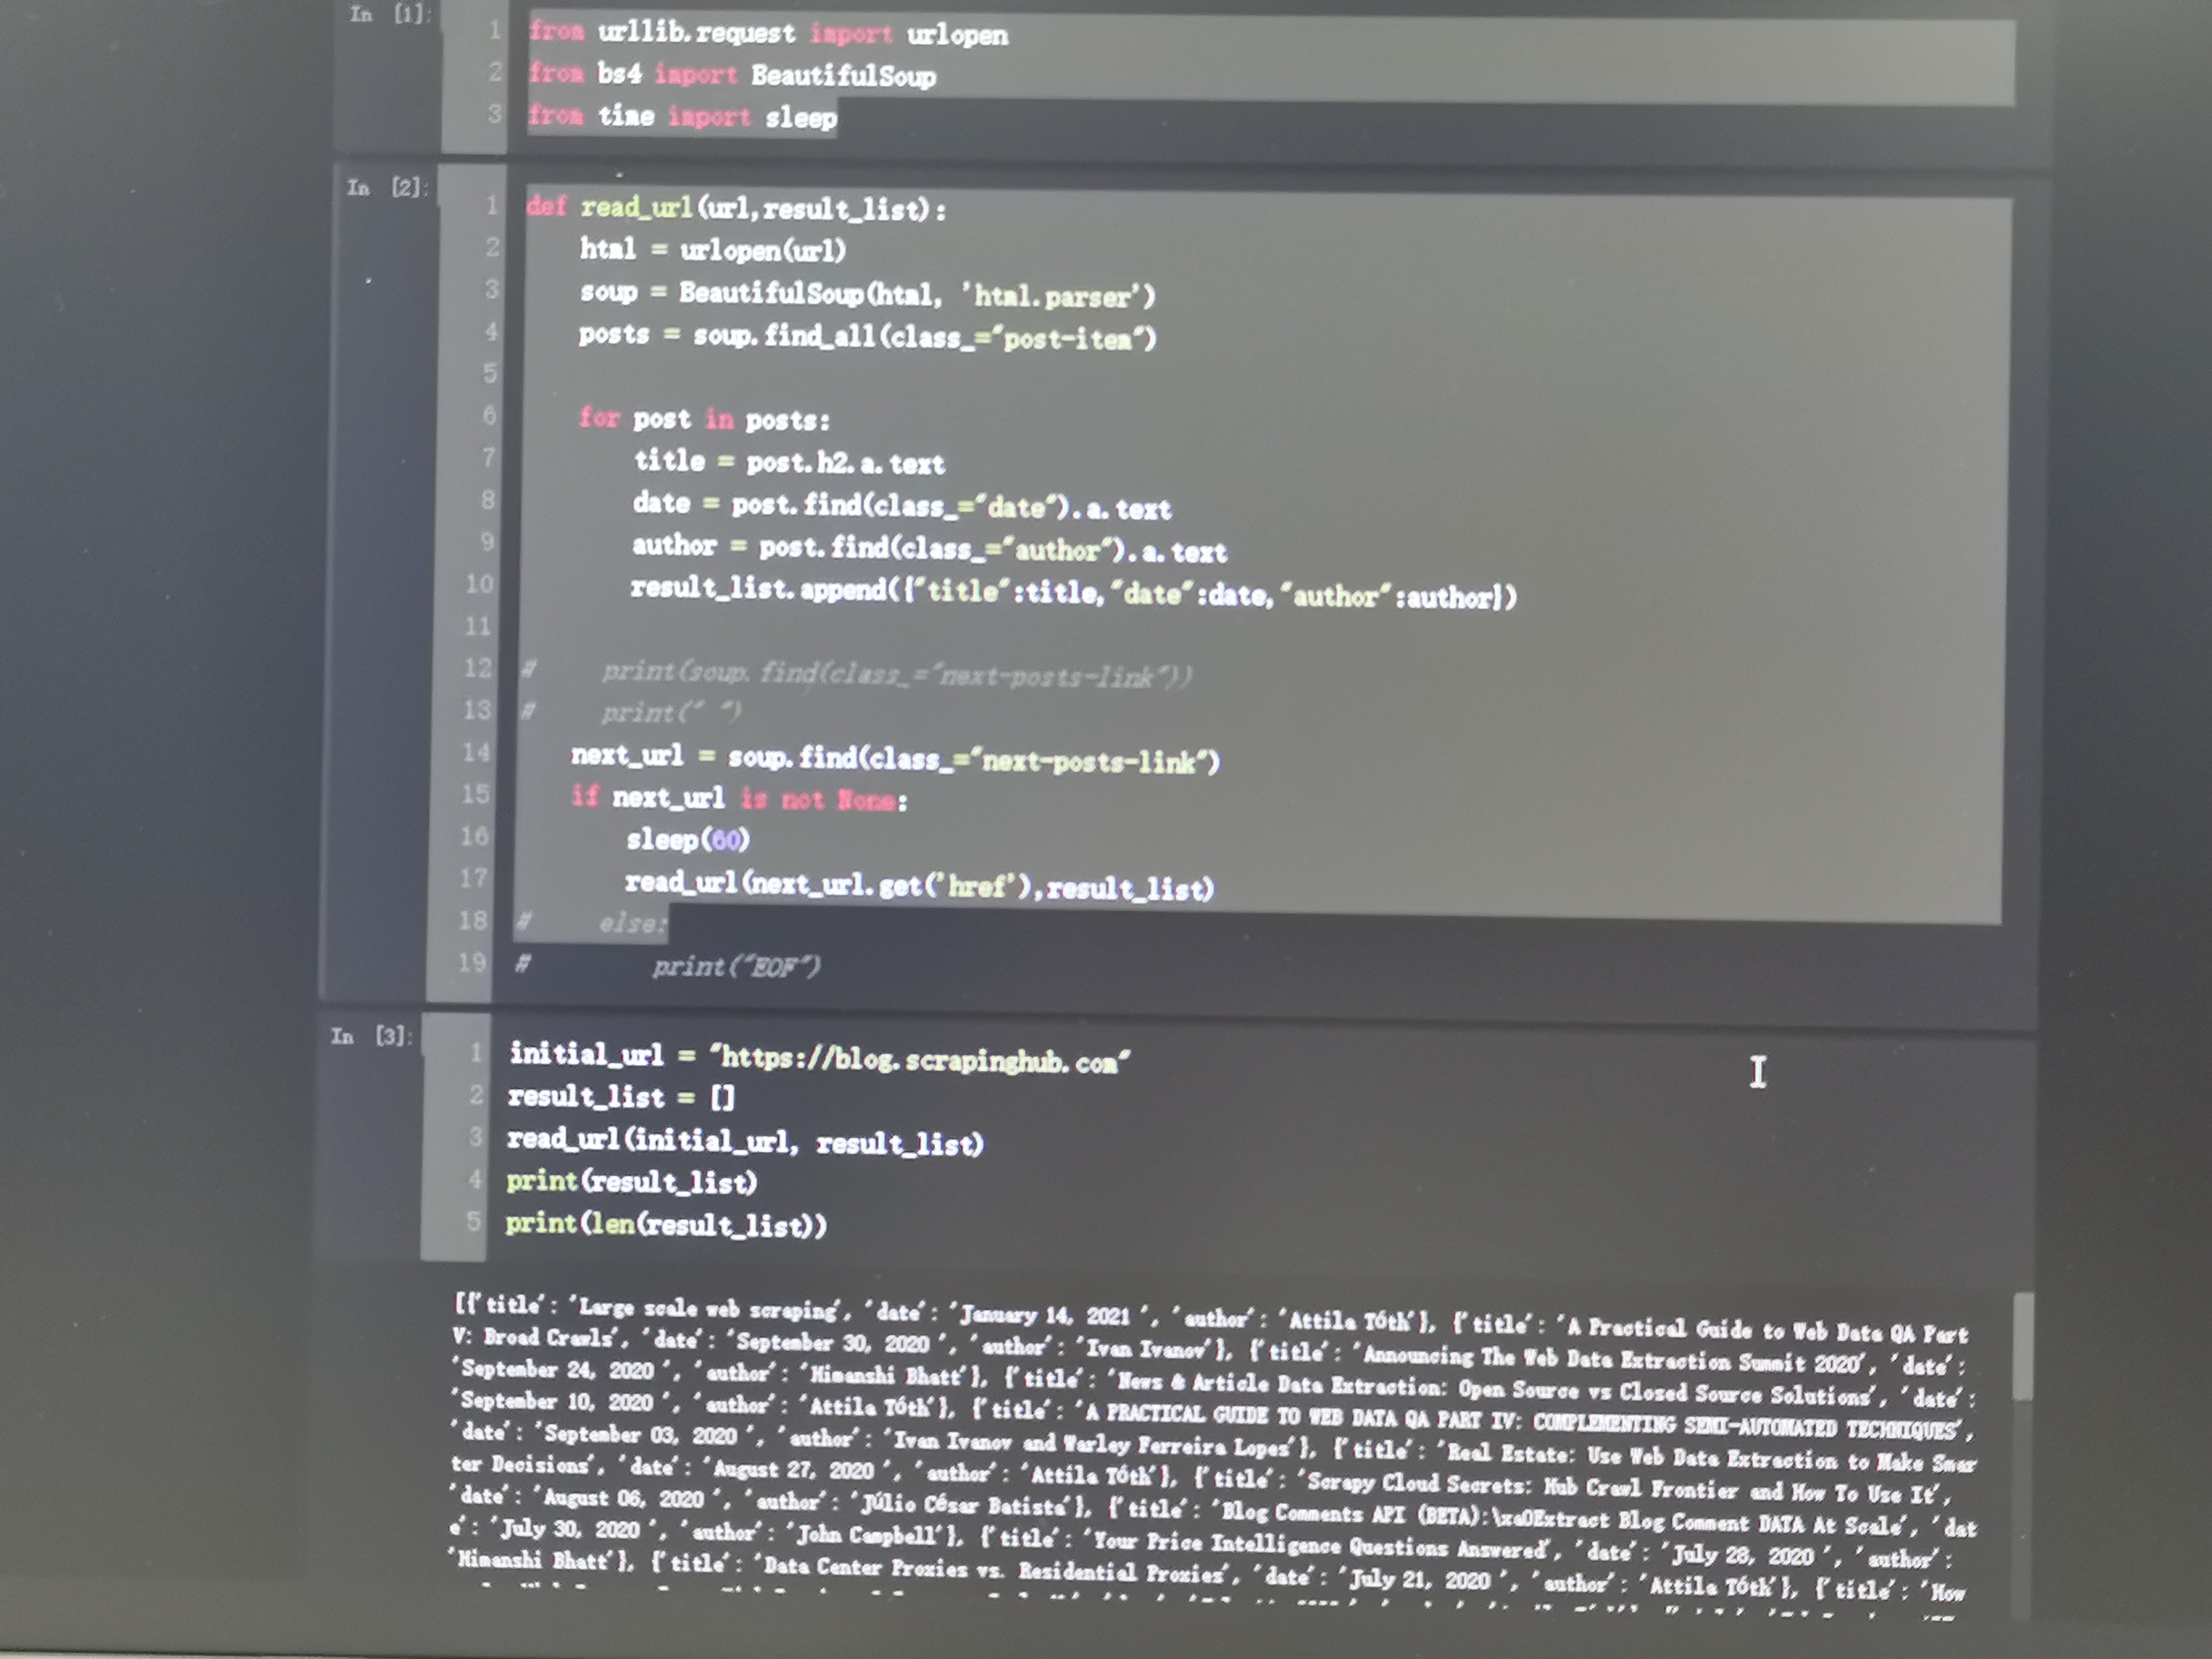 In [1]:
1 from urllib.request import urlopen
2 from bs4 import BeautifulSoup
3 from time import sleep
In [2]:
1 def read_url(url,result_list):
2     html = urlopen(url)
3     soup = BeautifulSoup(html, 'html.parser')
4     posts = soup.find_all(class_="post-item")
5
6     for post in posts:
7         title = post.h2.a.text
8         date = post.find(class_="date").a.text
9         author = post.find(class_="author").a.text
10         result_list.append({"title":title,"date":date,"author":author})
11
12 #     print(soup.find(class_="next-posts-link"))
13 #     print(" ")
14     next_url = soup.find(class_="next-posts-link")
15     if next_url is not None:
16         sleep(60)
17         read_url(next_url.get('href'),result_list)
18 #     else:
19 #         print("EOF")
In [3]:
1 initial_url = "https://blog.scrapinghub.com"
2 result_list = []
3 read_url(initial_url, result_list)
4 print(result_list)
5 print(len(result_list))
[{'title': 'Large scale web scraping', 'date': 'January 14, 2021 ', 'author': 'Attila Tóth'}, {'title': 'A Practical Guide to Web Data QA Part
V: Broad Crawls', 'date': 'September 30, 2020 ', 'author': 'Ivan Ivanov'}, {'title': 'Announcing The Web Data Extraction Summit 2020', 'date':
'September 24, 2020 ', 'author': 'Himanshi Bhatt'}, {'title': 'News & Article Data Extraction: Open Source vs Closed Source Solutions', 'date':
'September 10, 2020 ', 'author': 'Attila Tóth'}, {'title': 'A PRACTICAL GUIDE TO WEB DATA QA PART IV: COMPLEMENTING SEMI-AUTOMATED TECHNIQUES',
'date': 'September 03, 2020 ', 'author': 'Ivan Ivanov and Warley Ferreira Lopes'}, {'title': 'Real Estate: Use Web Data Extraction to Make Smar
ter Decisions', 'date': 'August 27, 2020 ', 'author': 'Attila Tóth'}, {'title': 'Scrapy Cloud Secrets: Hub Crawl Frontier and How To Use It',
'date': 'August 06, 2020 ', 'author': 'Júlio César Batista'}, {'title': 'Blog Comments API (BETA):\xa0Extract Blog Comment DATA At Scale', 'dat
e': 'July 30, 2020 ', 'author': 'John Campbell'}, {'title': 'Your Price Intelligence Questions Answered', 'date': 'July 28, 2020 ', 'author':
'Himanshi Bhatt'}, {'title': 'Data Center Proxies vs. Residential Proxies', 'date': 'July 21, 2020 ', 'author': 'Attila Tóth'}, {'title': 'How